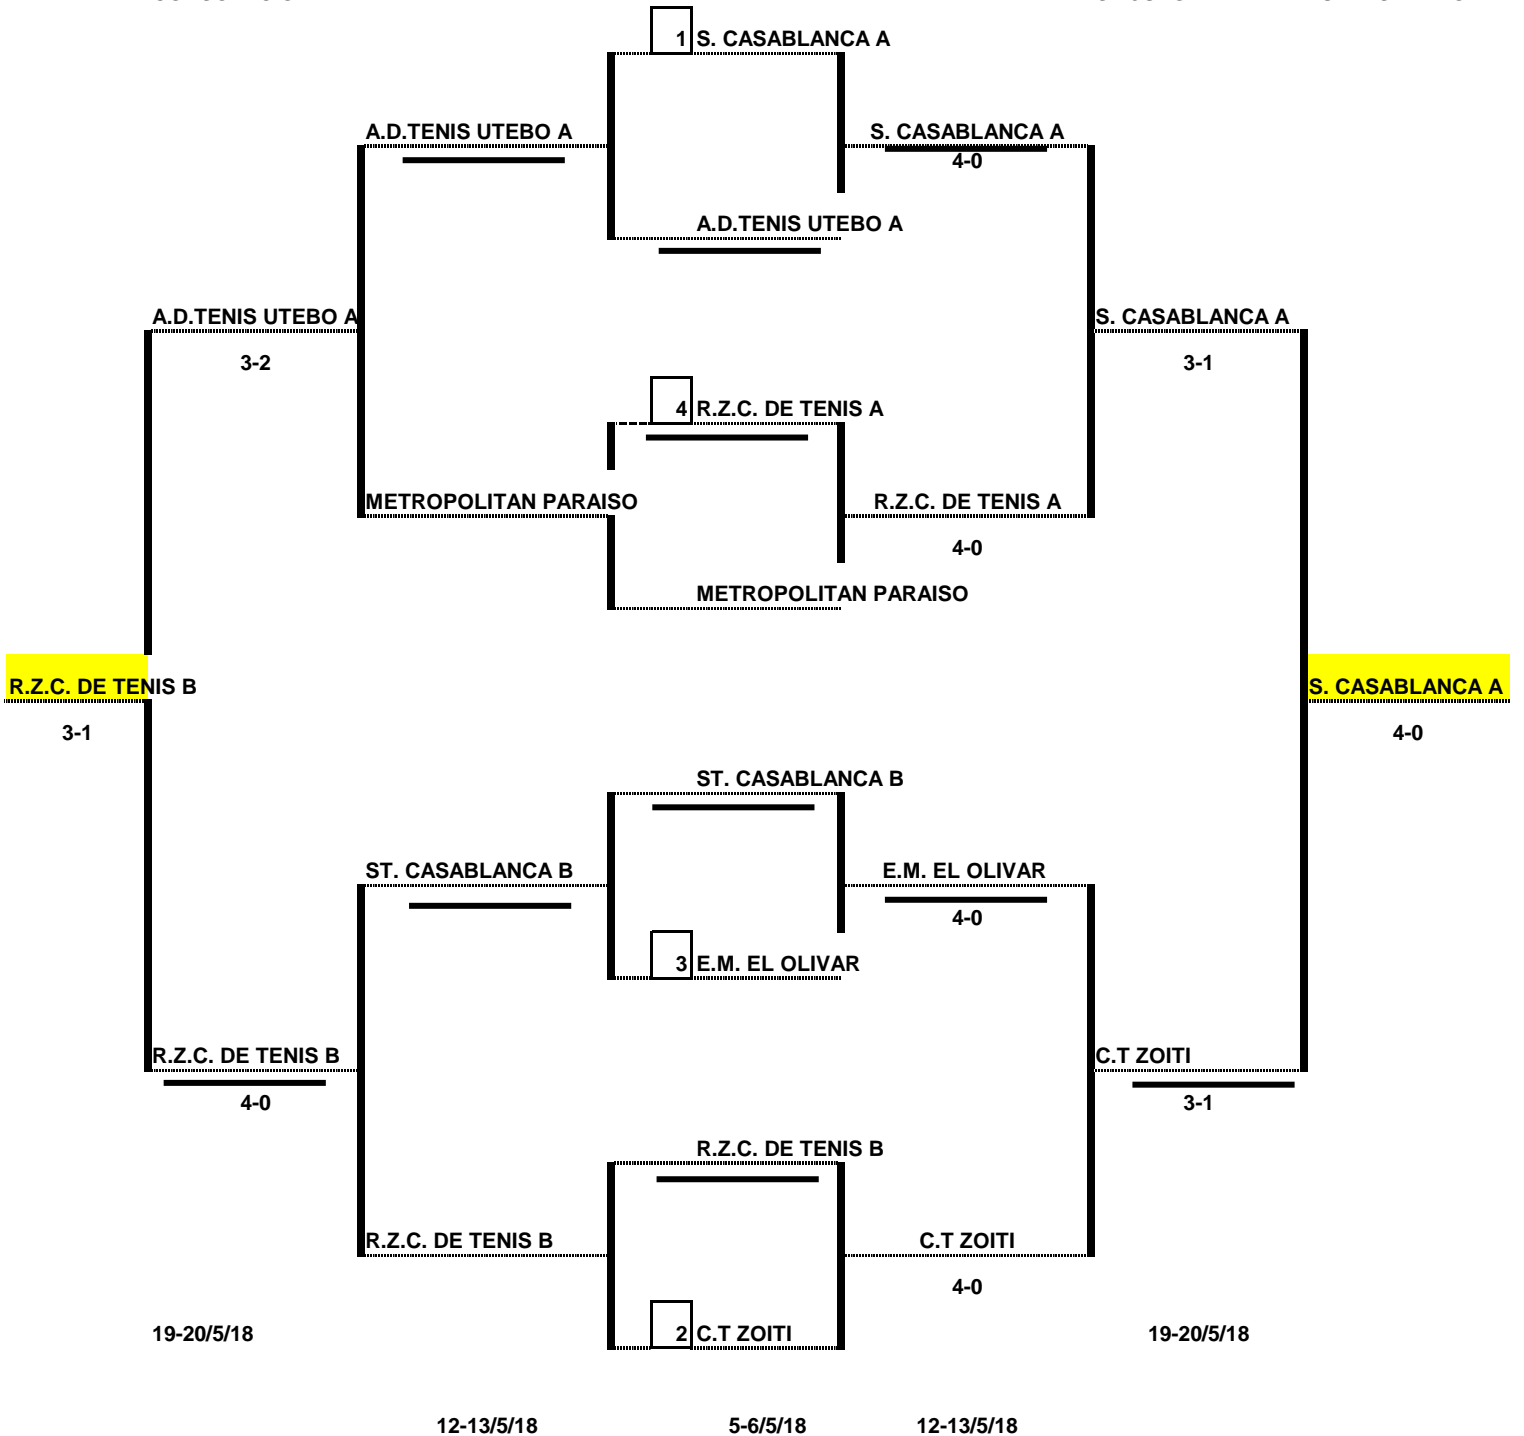 1 S. CASABLANCA A
A.D.TENIS UTEBO A
S. CASABLANCA A
4-0
A.D.TENIS UTEBO A
A.D.TENIS UTEBO A
S. CASABLANCA A
3-2
3-1
4 R.Z.C. DE TENIS A
METROPOLITAN PARAISO
R.Z.C. DE TENIS A
4-0
METROPOLITAN PARAISO
R.Z.C. DE TENIS B
S. CASABLANCA A
3-1
4-0
ST. CASABLANCA B
ST. CASABLANCA B
E.M. EL OLIVAR
4-0
3 E.M. EL OLIVAR
R.Z.C. DE TENIS B
C.T ZOITI
4-0
3-1
R.Z.C. DE TENIS B
R.Z.C. DE TENIS B
C.T ZOITI
4-0
19-20/5/18
2 C.T ZOITI
19-20/5/18
12-13/5/18
5-6/5/18
12-13/5/18